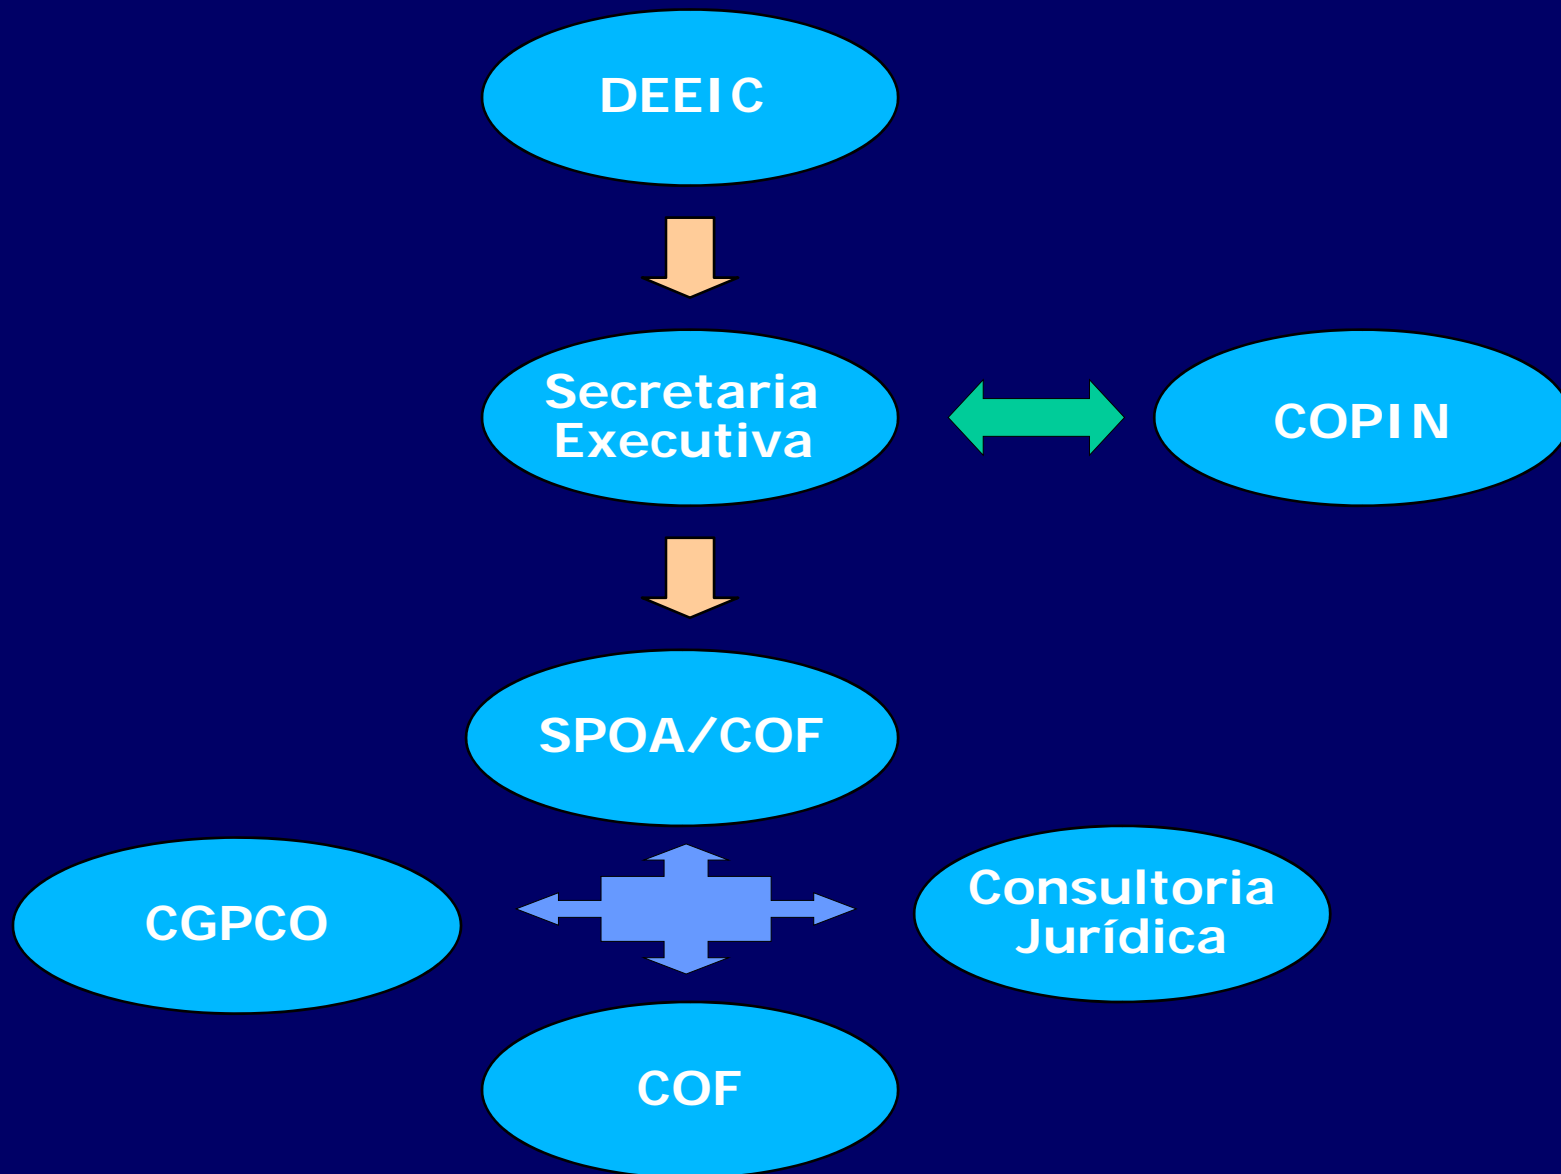 DEEIC
Secretaria
Executiva
COPIN
SPOA/COF
CGPCO
Consultoria
Jurídica
COF